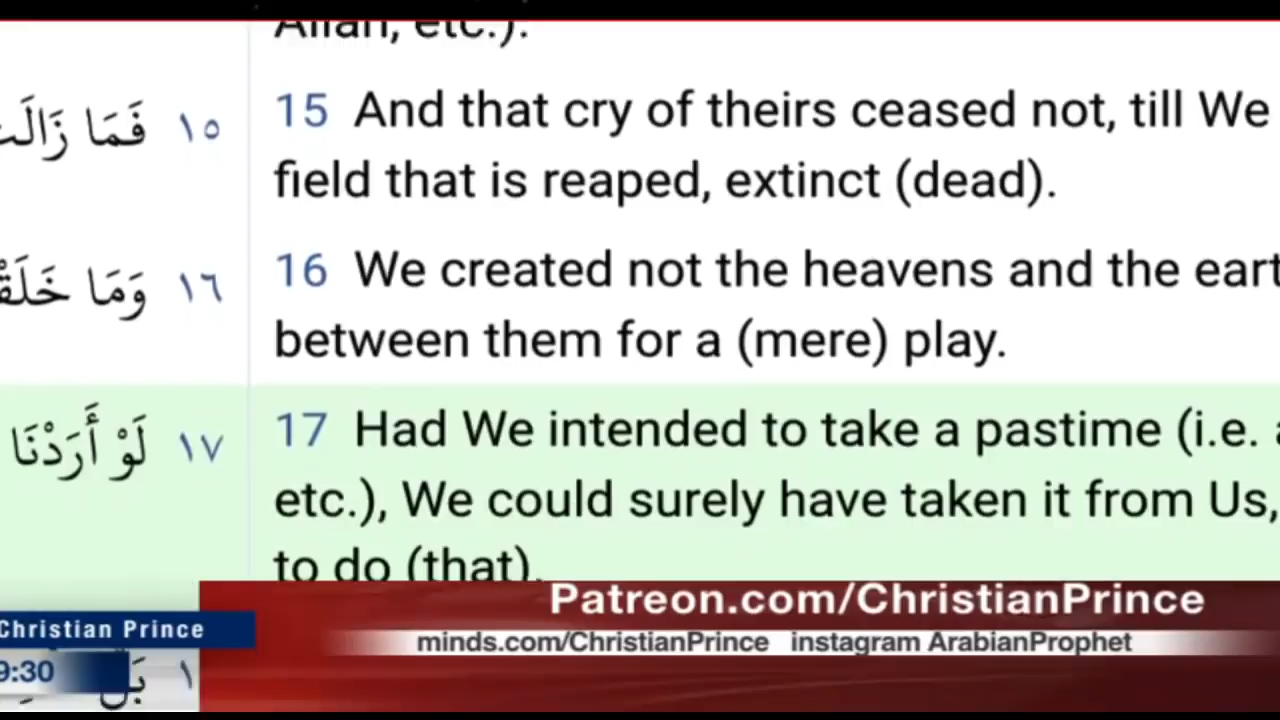 Allah, etc.).
15 And that cry of theirs ceased not, till We
field that is reaped, extinct (dead).
١٥ فَمَا زَالَت
16 We created not the heavens and the eart
between them for a (mere) play.
١٦ وَمَا خَلَقْ
17 Had We intended to take a pastime (i.e. a
etc.), We could surely have taken it from Us,
to do (that).
١٧ لَوْ أَرَدْنَا
Patreon.com/ChristianPrince
Christian Prince
minds.com/ChristianPrince instagram ArabianProphet
9:30
بَلْ